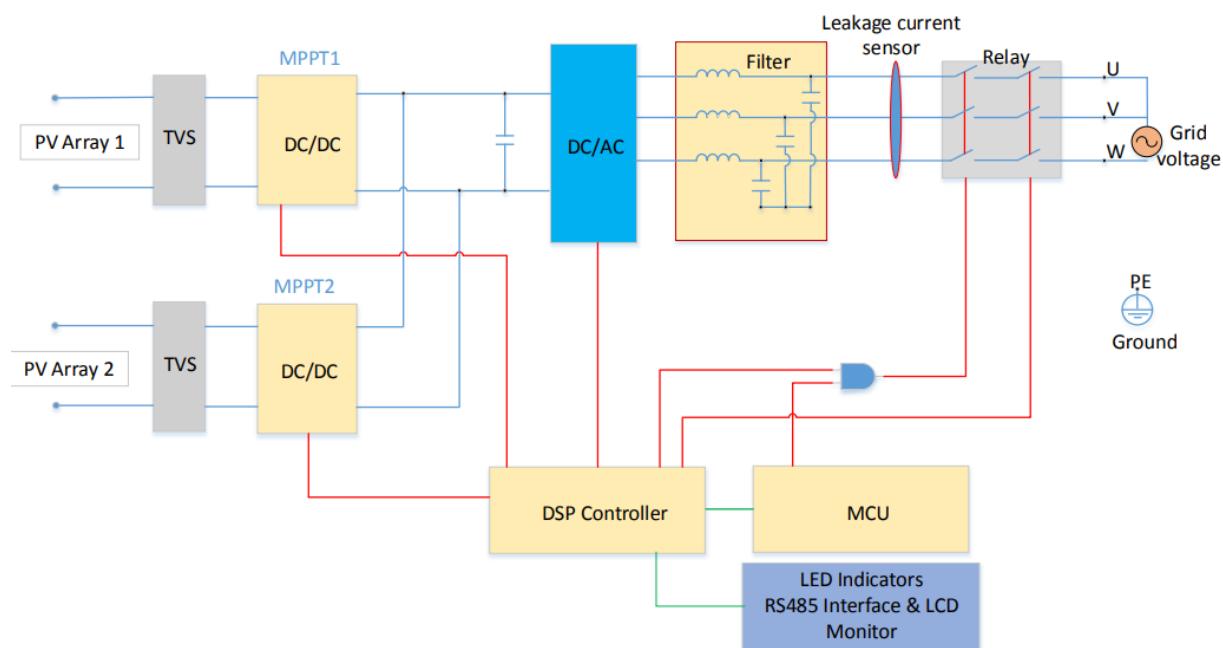 Leakage current
sensor
MPPT1
Filter
Relay
U
TVS
DC/DC
PV Array 1
DC/AC
V
W
Grid
voltage
MPPT2
PE
Ground
TVS
DC/DC
PV Array 2
DSP Controller
MCU
LED Indicators
RS485 Interface & LCD
Monitor